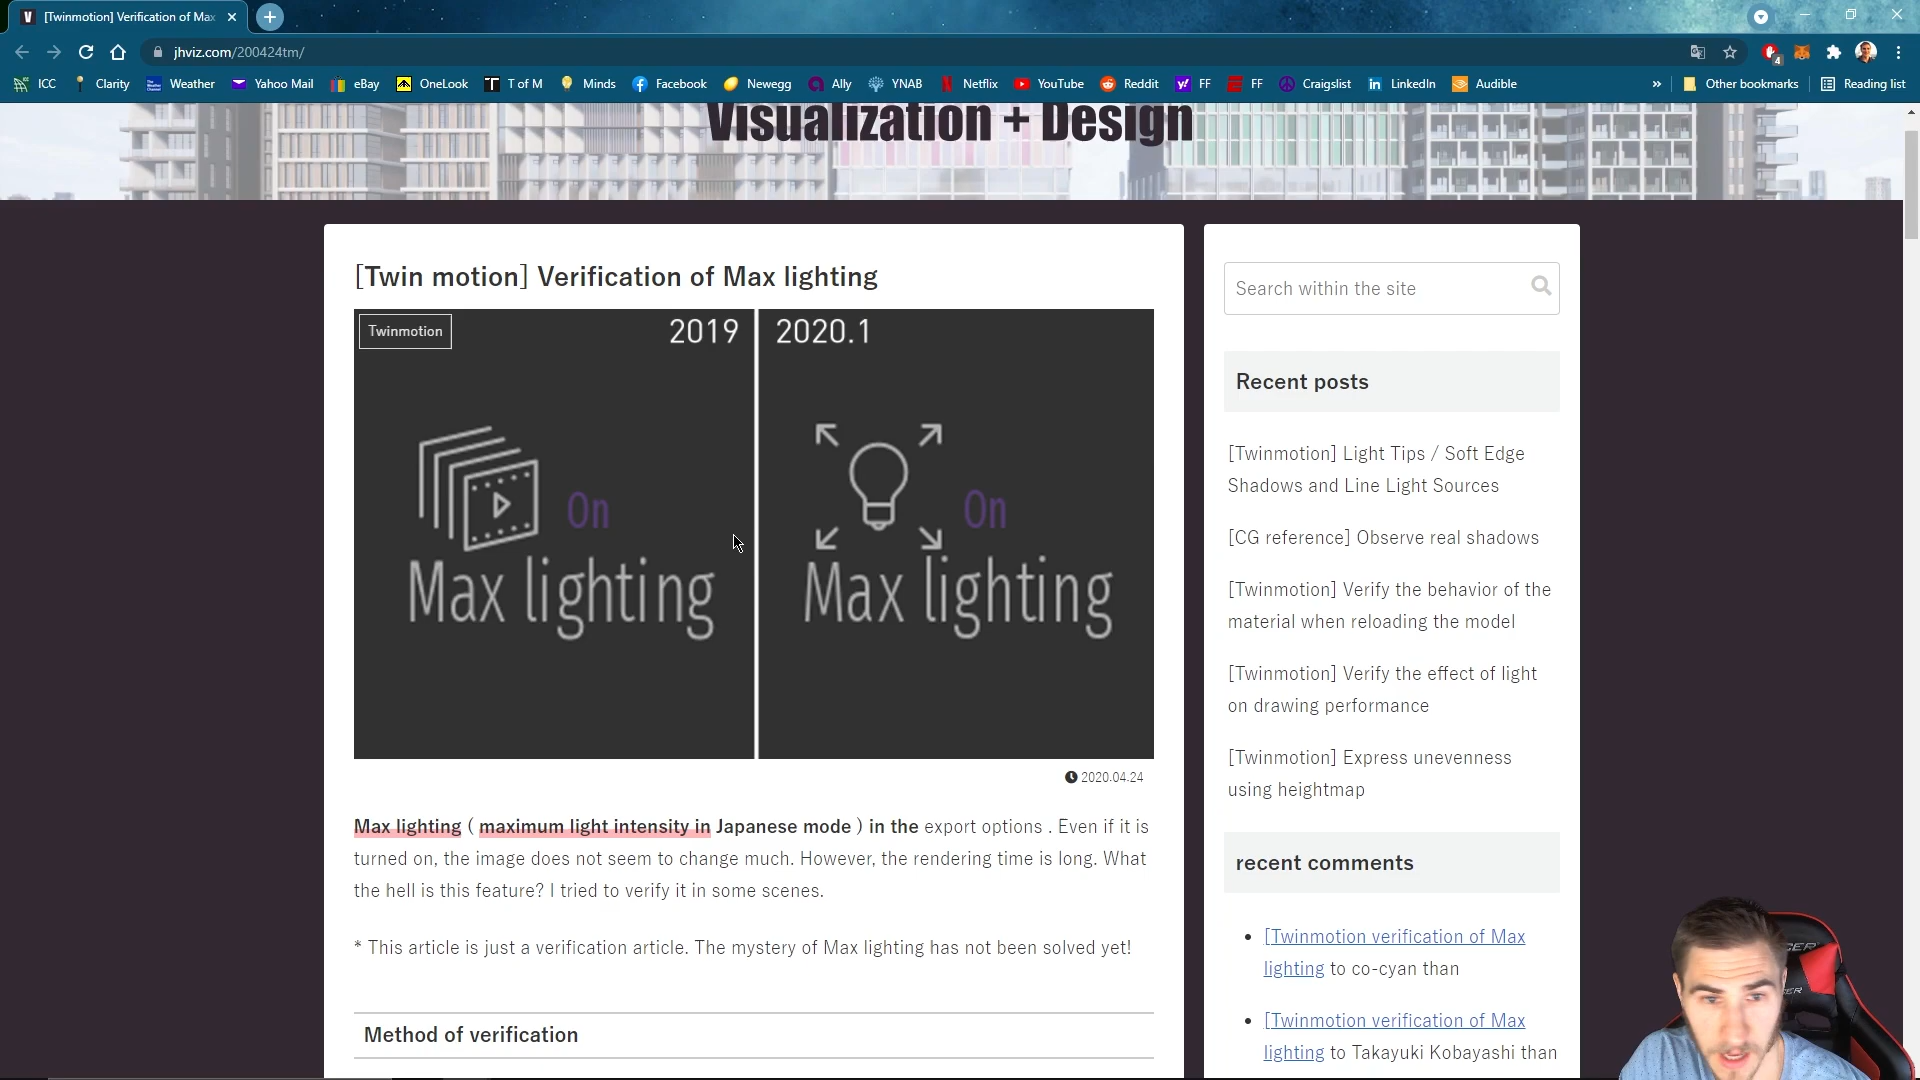 [Twinmotion] Verification of Max
jhviz.com/200424tm/
4
ICC
Clarity
Weather
Yahoo Mail
eBay
OneLook
T of M
Minds
Facebook
Newegg
Ally
YNAB
Netflix
YouTube
Reddit
FF
FF
Craigslist
LinkedIn
Audible
»
Other bookmarks
Reading list
Visualization + Design
[Twin motion] Verification of Max lighting
Twinmotion
2019
2020.1
On
Max lighting
On
Max lighting
2020.04.24
Max lighting ( maximum light intensity in Japanese mode ) in the export options . Even if it is
turned on, the image does not seem to change much. However, the rendering time is long. What
the hell is this feature? I tried to verify it in some scenes.
* This article is just a verification article. The mystery of Max lighting has not been solved yet!
Method of verification
Search within the site
Recent posts
[Twinmotion] Light Tips / Soft Edge
Shadows and Line Light Sources
[CG reference] Observe real shadows
[Twinmotion] Verify the behavior of the
material when reloading the model
[Twinmotion] Verify the effect of light
on drawing performance
[Twinmotion] Express unevenness
using heightmap
recent comments
[Twinmotion verification of Max
lighting to co-cyan than
[Twinmotion verification of Max
lighting to Takayuki Kobayashi than